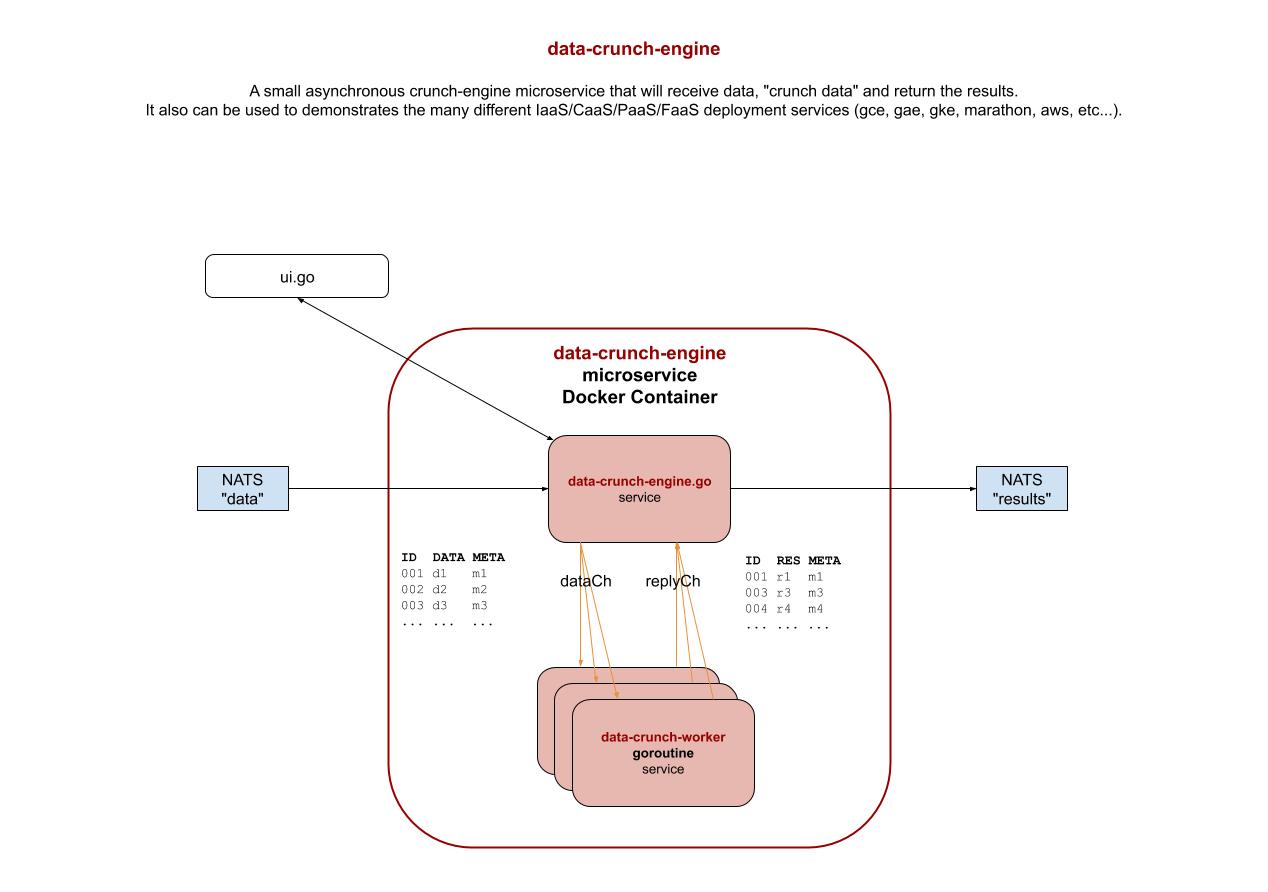 data-crunch-engine
A small asynchronous crunch-engine microservice that will receive data, "crunch data" and return the results.
It also can be used to demonstrates the many different IaaS/CaaS/PaaS/FaaS deployment services (gce, gae, gke, marathon, aws, etc...).
ui.go
data-crunch-engine
microservice
Docker Container
NATS
"data"
data-crunch-engine.go
service
NATS
"results"
ID DATA META
001 d1 m1
002 d2 m2
003 d3 m3
... ... ...
dataCh
replyCh
ID RES META
001 r1 m1
003 r3 m3
004 r4 m4
... ... ...
data-crunch-worker
goroutine
service